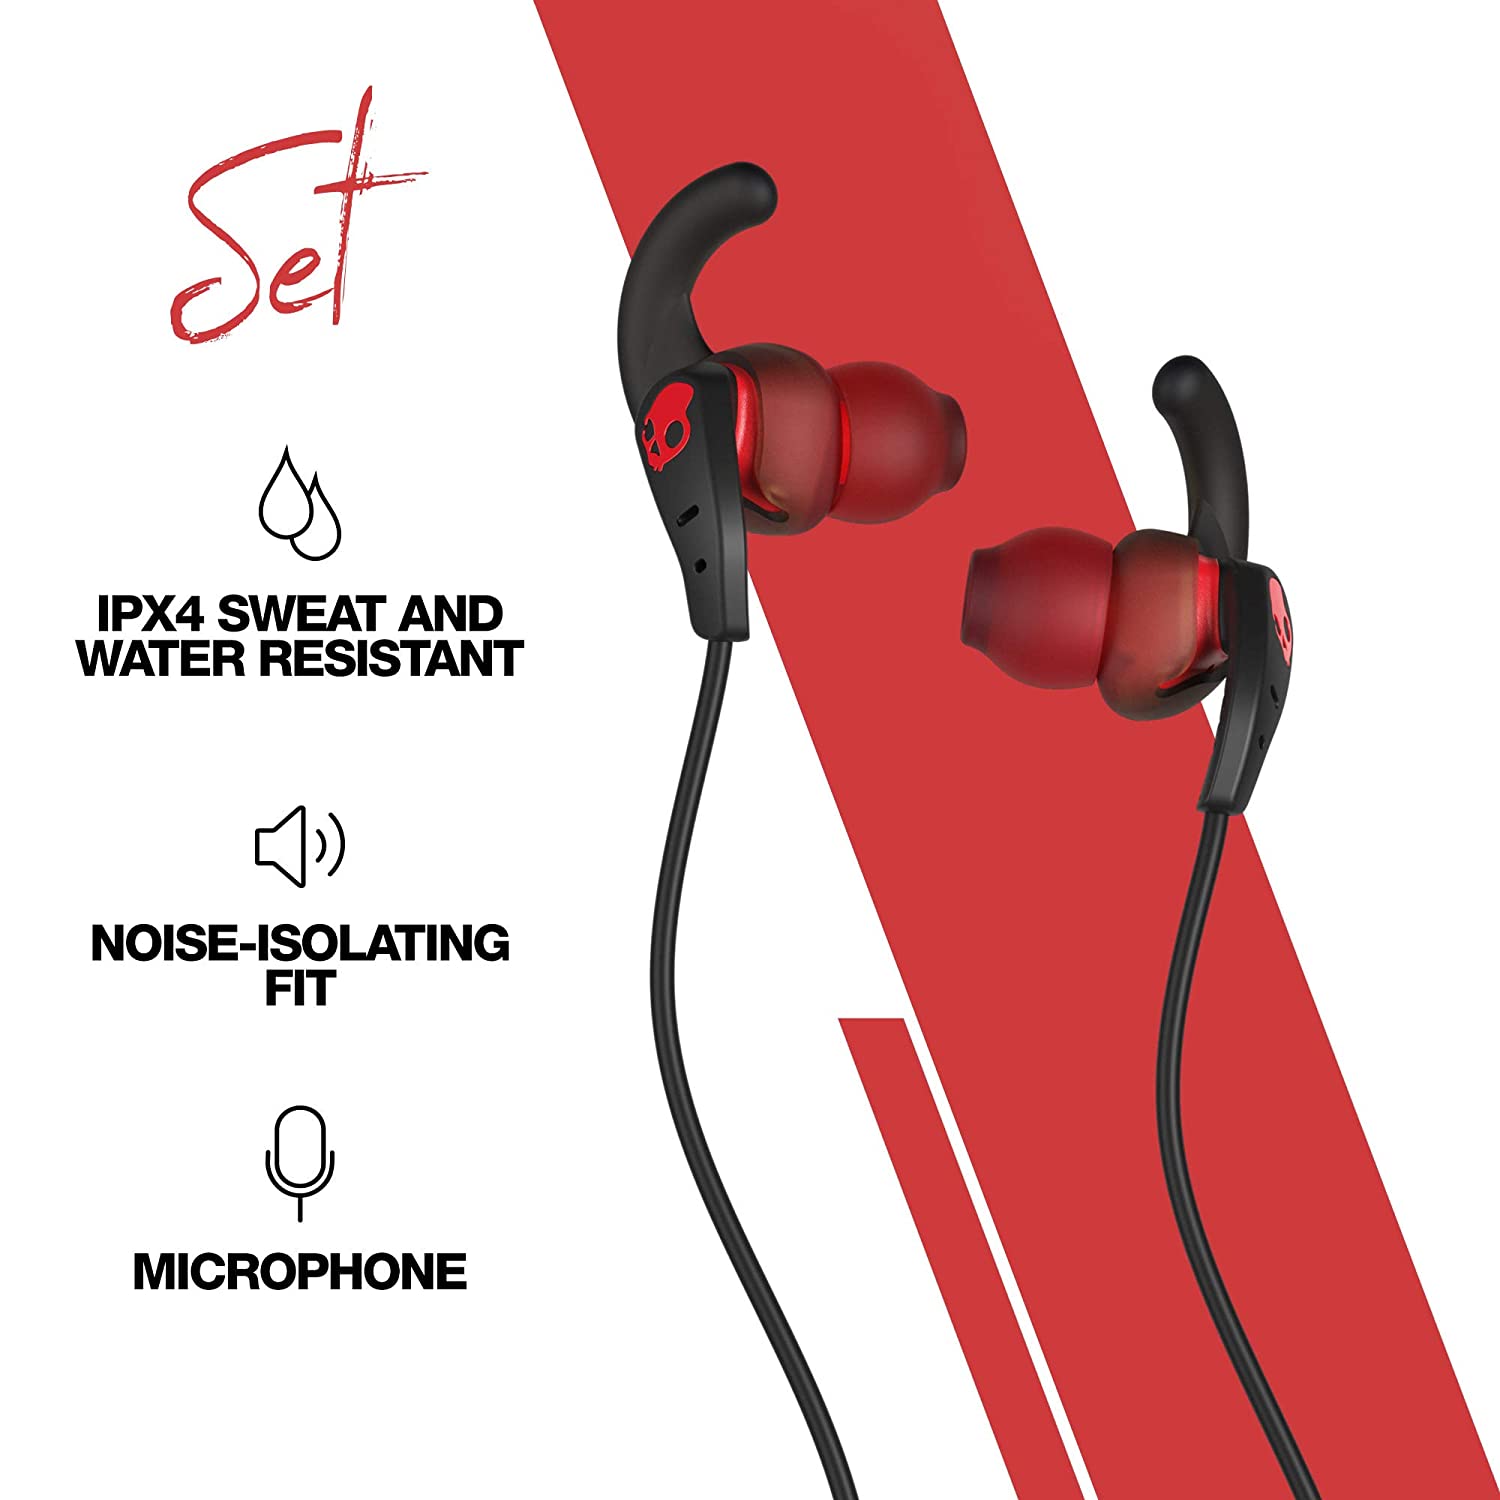 Set
IPX4 SWEAT AND
WATER RESISTANT
NOISE-ISOLATING
FIT
MICROPHONE